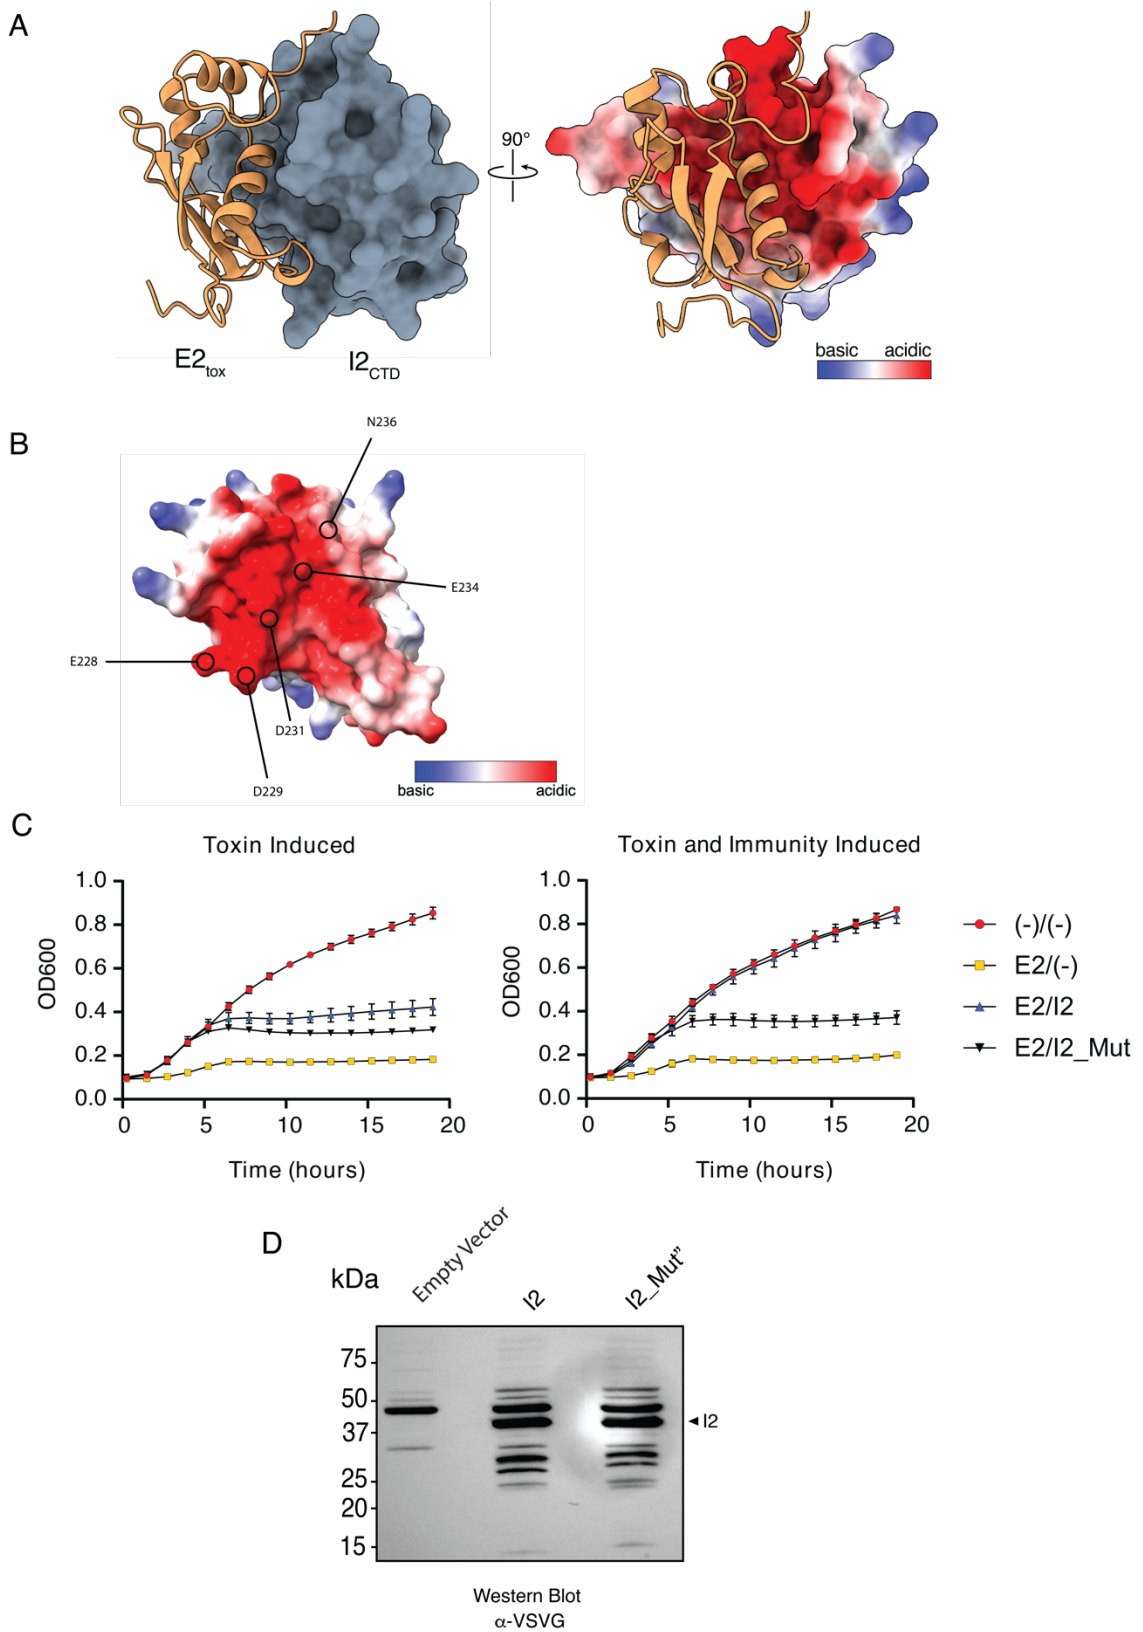 A
90°
E2tox
I2CTD
basic acidic
B
N236
E234
E228
D231
D229
basic acidic
C
Toxin Induced
Toxin and Immunity Induced
1.0
0.8
0.6
0.4
0.2
0.0
OD600
0 5 10 15 20
Time (hours)
1.0
0.8
0.6
0.4
0.2
0.0
OD600
0 5 10 15 20
Time (hours)
(-)/(-)
E2/(-)
E2/I2
E2/I2_Mut
D
kDa
Empty Vector
I2
I2_Mut”
75
50
37
25
20
15
I2
Western Blot
α-VSVG